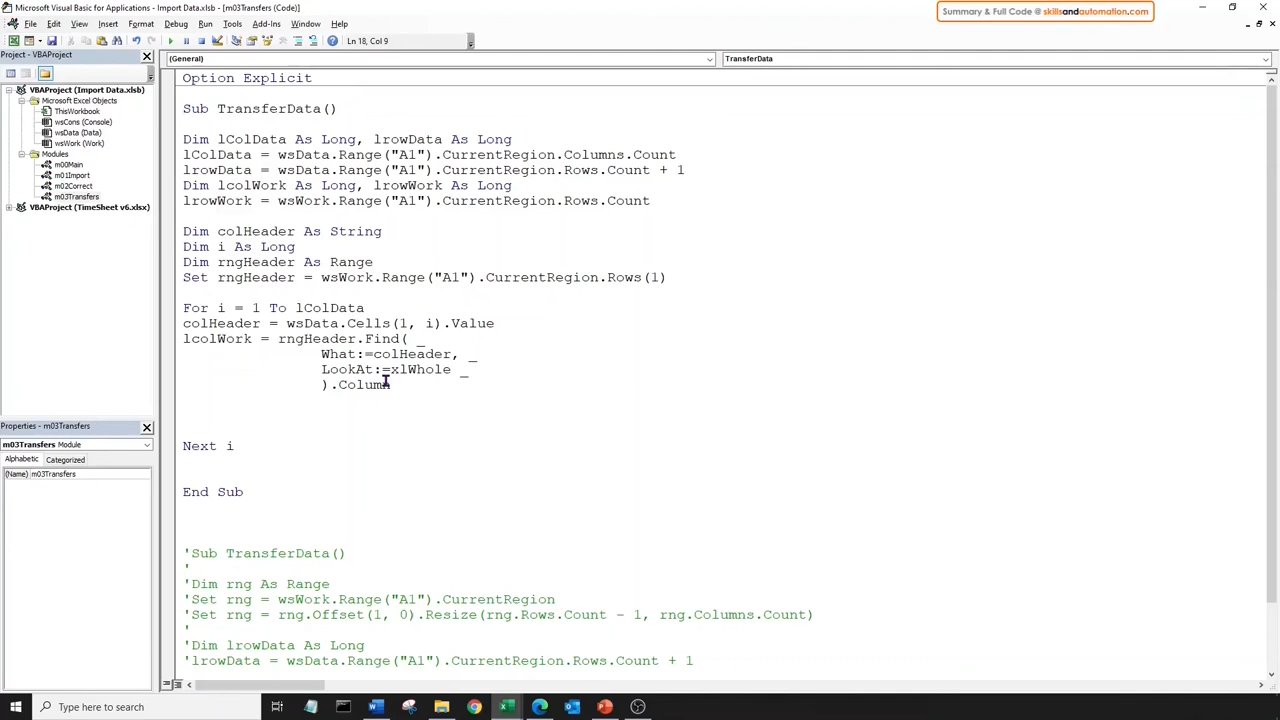 Microsoft Visual Basic for Applications - Import Data.xlsb - [m03Transfers (Code)]
Summary & Full Code @ skillsandautomation.com
File Edit View Insert Format Debug Run Tools Add-Ins Window Help
Ln 18, Col 9
Project - VBAProject
(General)
TransferData
VBAProject (Import Data.xlsb)
Microsoft Excel Objects
ThisWorkbook
wsCons (Console)
wsData (Data)
wsWork (Work)
Modules
m00Main
m01Import
m02Correct
m03Transfers
VBAProject (TimeSheet v6.xlsx)
Properties - m03Transfers
m03Transfers Module
Alphabetic Categorized
(Name) m03Transfers
Option Explicit
Sub TransferData()
Dim lColData As Long, lrowData As Long
lColData = wsData.Range("A1").CurrentRegion.Columns.Count
lrowData = wsData.Range("A1").CurrentRegion.Rows.Count + 1
Dim lcolWork As Long, lrowWork As Long
lrowWork = wsWork.Range("A1").CurrentRegion.Rows.Count
Dim colHeader As String
Dim i As Long
Dim rngHeader As Range
Set rngHeader = wsWork.Range("A1").CurrentRegion.Rows(1)
For i = 1 To lColData
colHeader = wsData.Cells(1, i).Value
lcolWork = rngHeader.Find( _
What:=colHeader, _
LookAt:=xlWhole _
).Column
Next i
End Sub
'Sub TransferData()
'
'Dim rng As Range
'Set rng = wsWork.Range("A1").CurrentRegion
'Set rng = rng.Offset(1, 0).Resize(rng.Rows.Count - 1, rng.Columns.Count)
'
'Dim lrowData As Long
'lrowData = wsData.Range("A1").CurrentRegion.Rows.Count + 1
Type here to search